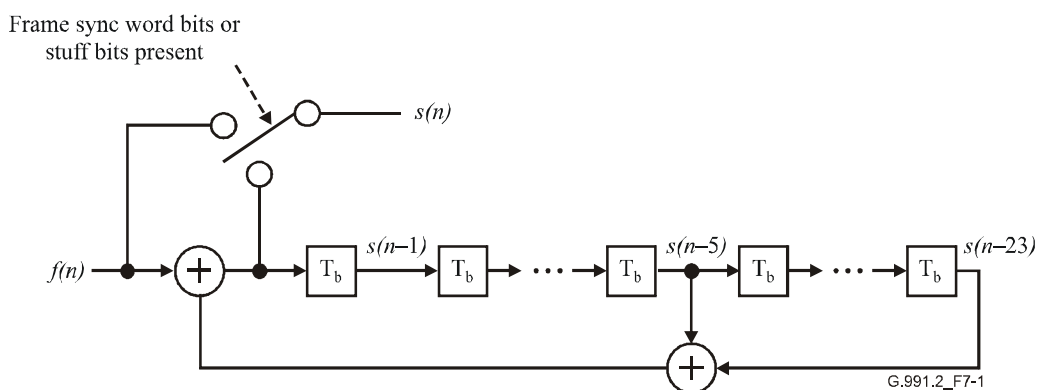 Frame sync word bits or
stuff bits present
s(n)
f(n)
+
T_b
s(n–1)
T_b
...
T_b
s(n–5)
T_b
...
T_b
s(n–23)
+
G.991.2_F7-1